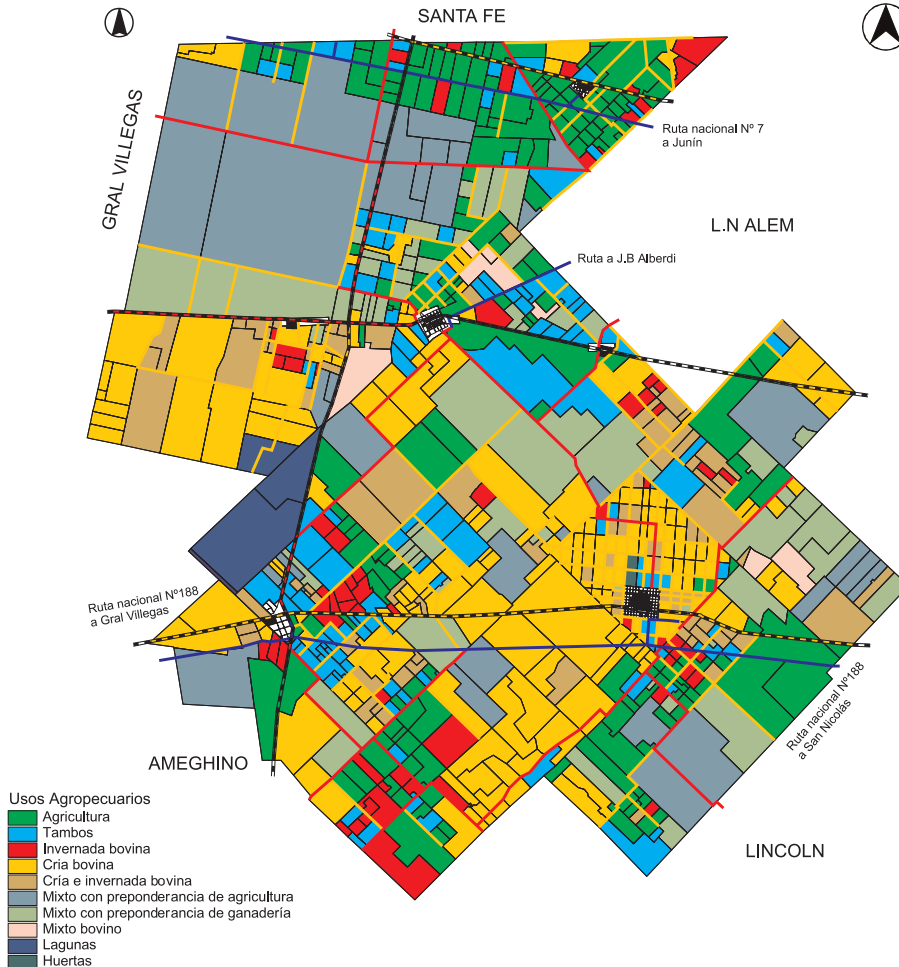 SANTA FE
GRAL VILLEGAS
Ruta nacional Nº 7
a Junín
L.N ALEM
Ruta a J.B Alberdi
Ruta nacional Nº188
a Gral Villegas
Ruta nacional Nº188
a San Nicolás
AMEGHINO
LINCOLN
Usos Agropecuarios
Agricultura
Tambos
Invernada bovina
Cria bovina
Cría e invernada bovina
Mixto con preponderancia de agricultura
Mixto con preponderancia de ganadería
Mixto bovino
Lagunas
Huertas